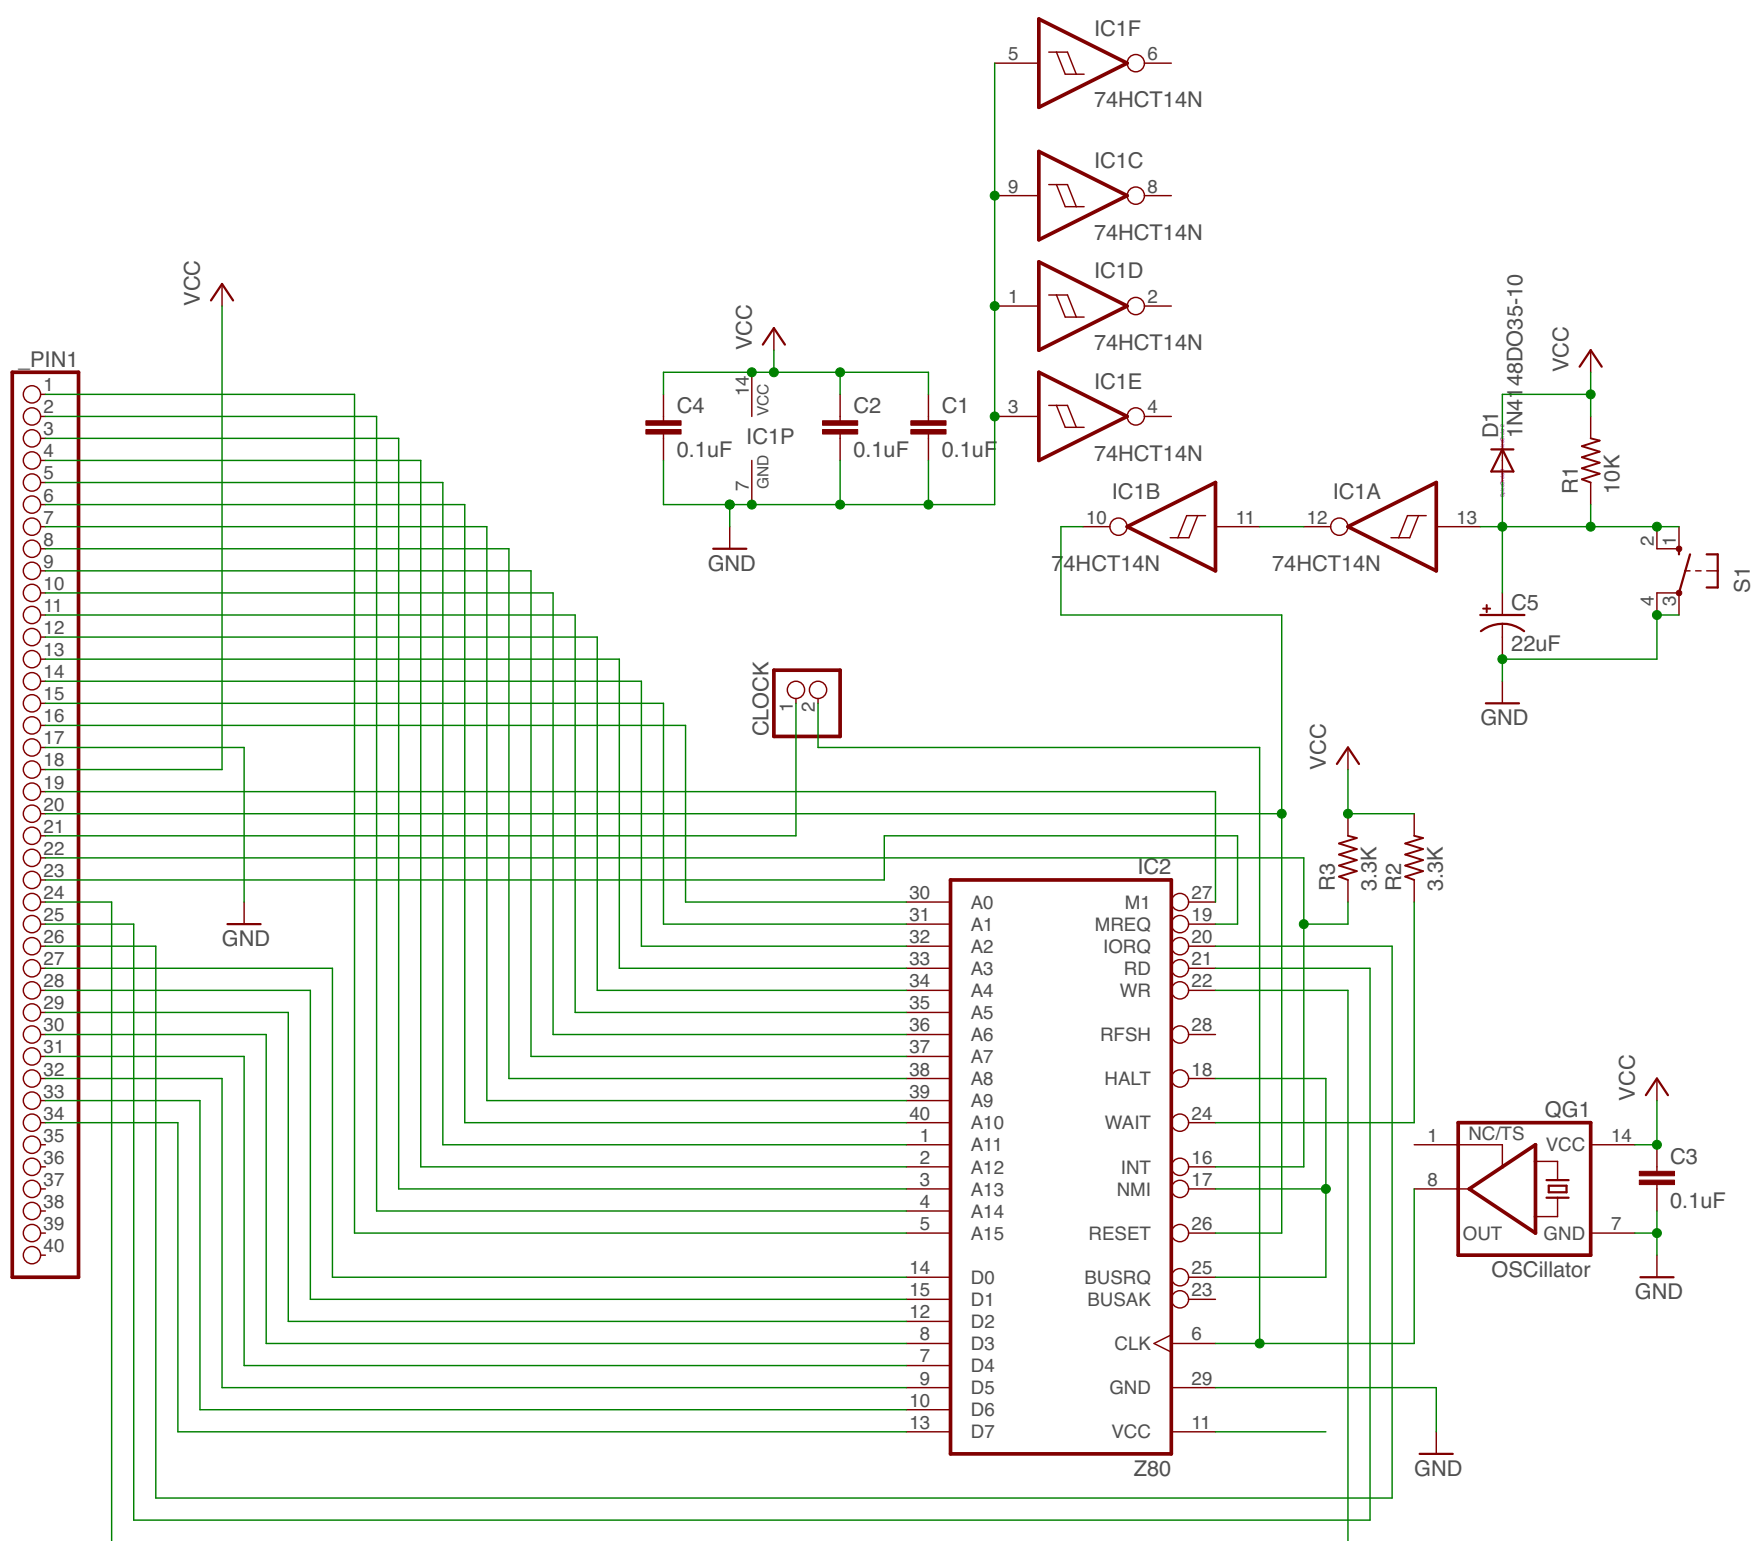 IC1F
5
6
74HCT14N
IC1C
9
8
74HCT14N
IC1D
1
2
74HCT14N
IC1E
3
4
74HCT14N
VCC
VCC
14
VCC
C4
0.1uF
IC1P
GND
7
C2
0.1uF
C1
0.1uF
GND
IC1B
10
11
74HCT14N
IC1A
12
13
74HCT14N
D1
1N4148DO35-10
VCC
R1
10K
2
1
4
3
S1
+
C5
22uF
GND
_PIN1
1
2
3
4
5
6
7
8
9
10
11
12
13
14
15
16
17
18
19
20
21
22
23
24
25
26
27
28
29
30
31
32
33
34
35
36
37
38
39
40
GND
CLOCK
1
2
VCC
R3
3.3K
R2
3.3K
IC2
30 A0
31 A1
32 A2
33 A3
34 A4
35 A5
36 A6
37 A7
38 A8
39 A9
40 A10
1 A11
2 A12
3 A13
4 A14
5 A15
14 D0
15 D1
12 D2
8 D3
7 D4
9 D5
10 D6
13 D7
M1 27
MREQ 19
IORQ 20
RD 21
WR 22
RFSH 28
HALT 18
WAIT 24
INT 16
NMI 17
RESET 26
BUSRQ 25
BUSAK 23
CLK 6
GND 29
VCC 11
Z80
GND
VCC
QG1
1
NC/TS
VCC
14
8
OUT
GND
7
OSCillator
C3
0.1uF
GND